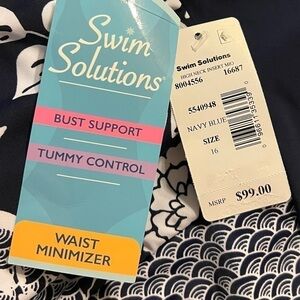 Swim
Solutions
BUST SUPPORT
TUMMY CONTROL
WAIST
MINIMIZER
Swim Solutions
HIGH NECK INSERT MIO
8004556 16687
5540948
NAVY BLUE
SIZE
16
MSRP $99.00